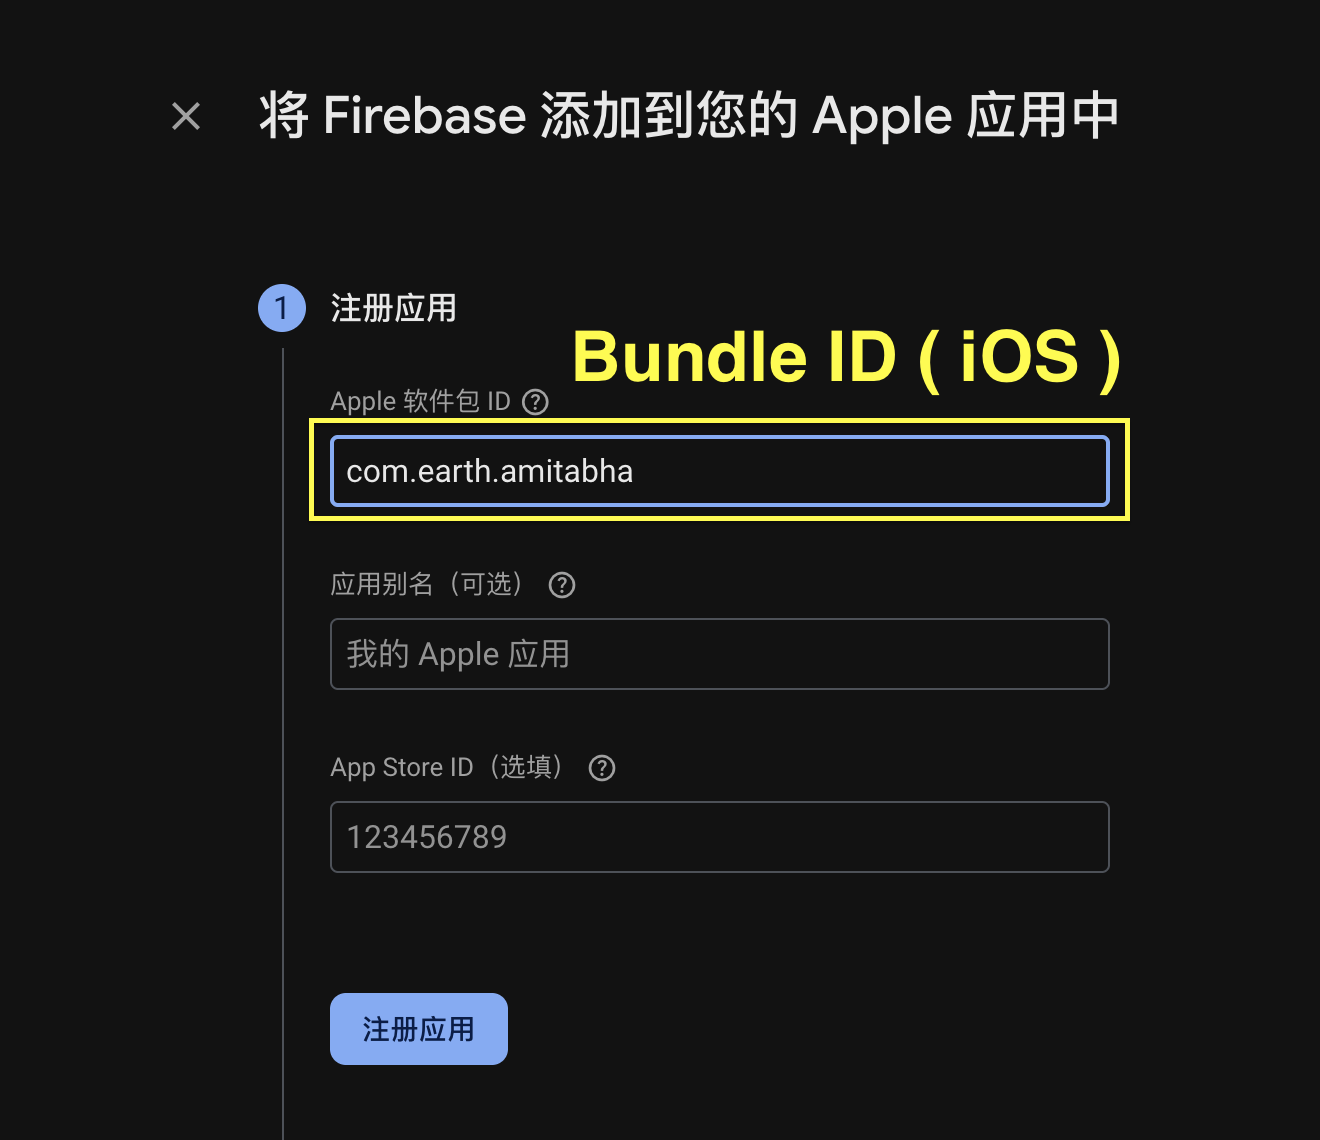 将 Firebase 添加到您的 Apple 应用中
1 注册应用
Bundle ID ( iOS )
Apple 软件包 ID ?
com.earth.amitabha
应用别名（可选） ?
我的 Apple 应用
App Store ID（选填） ?
123456789
注册应用